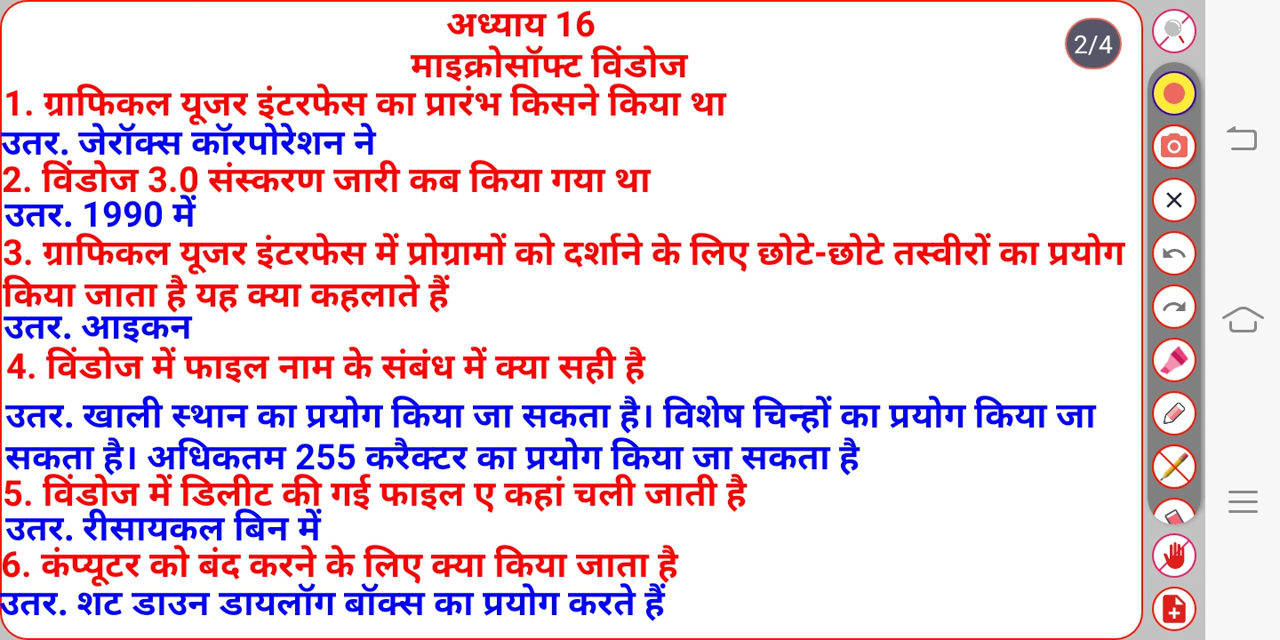 अध्याय 16
2/4
माइक्रोसॉफ्ट विंडोज
1. ग्राफिकल यूजर इंटरफेस का प्रारंभ किसने किया था
उतर. जेरॉक्स कॉरपोरेशन ने
2. विंडोज 3.0 संस्करण जारी कब किया गया था
उतर. 1990 में
3. ग्राफिकल यूजर इंटरफेस में प्रोग्रामों को दर्शाने के लिए छोटे-छोटे तस्वीरों का प्रयोग
किया जाता है यह क्या कहलाते हैं
उतर. आइकन
4. विंडोज में फाइल नाम के संबंध में क्या सही है
उतर. खाली स्थान का प्रयोग किया जा सकता है। विशेष चिन्हों का प्रयोग किया जा
सकता है। अधिकतम 255 करैक्टर का प्रयोग किया जा सकता है
5. विंडोज में डिलीट की गई फाइल ए कहां चली जाती है
उतर. रीसायकल बिन में
6. कंप्यूटर को बंद करने के लिए क्या किया जाता है
उतर. शट डाउन डायलॉग बॉक्स का प्रयोग करते हैं